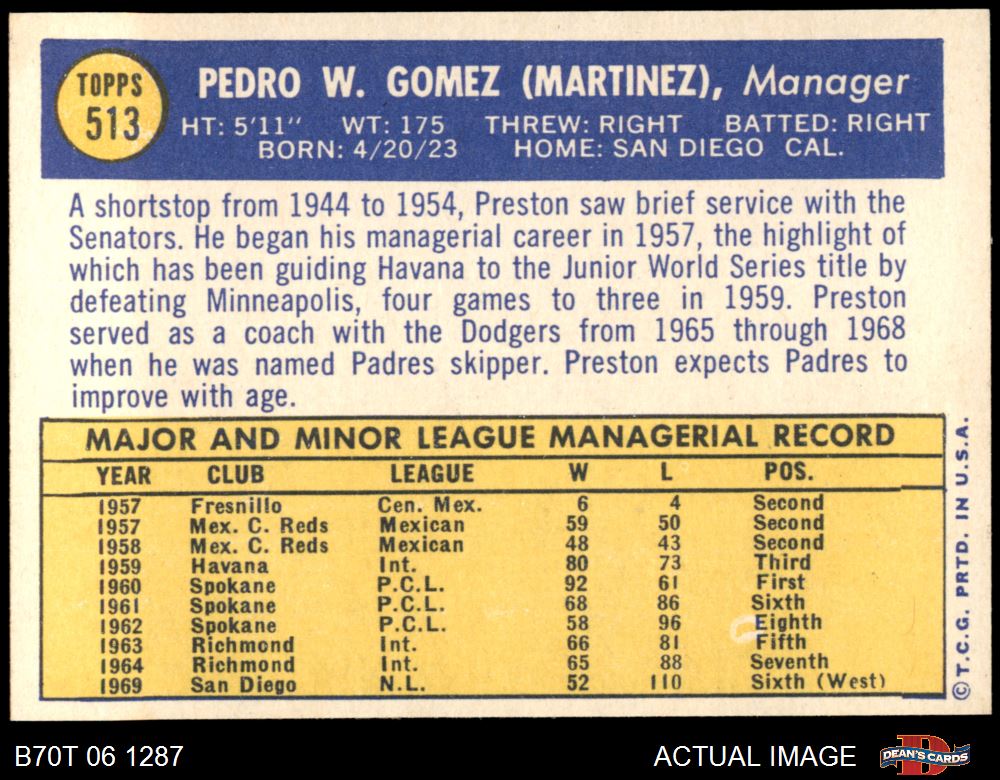 TOPPS
513
PEDRO W. GOMEZ (MARTINEZ), Manager
HT: 5'11" WT: 175 THREW: RIGHT BATTED: RIGHT
BORN: 4/20/23 HOME: SAN DIEGO CAL.
A shortstop from 1944 to 1954, Preston saw brief service with the
Senators. He began his managerial career in 1957, the highlight of
which has been guiding Havana to the Junior World Series title by
defeating Minneapolis, four games to three in 1959. Preston
served as a coach with the Dodgers from 1965 through 1968
when he was named Padres skipper. Preston expects Padres to
improve with age.
MAJOR AND MINOR LEAGUE MANAGERIAL RECORD
YEAR CLUB LEAGUE W L POS.
1957 Fresnillo Cen. Mex. 6 4 Second
1957 Mex. C. Reds Mexican 59 50 Second
1958 Mex. C. Reds Mexican 48 43 Second
1959 Havana Int. 80 73 Third
1960 Spokane P.C.L. 92 61 First
1961 Spokane P.C.L. 68 86 Sixth
1962 Spokane P.C.L. 58 96 Eighth
1963 Richmond Int. 66 81 Fifth
1964 Richmond Int. 65 88 Seventh
1969 San Diego N.L. 52 110 Sixth (West)
© T.C.G. PRTD. IN U.S.A.
B70T 06 1287
ACTUAL IMAGE
DEAN'S CARDS